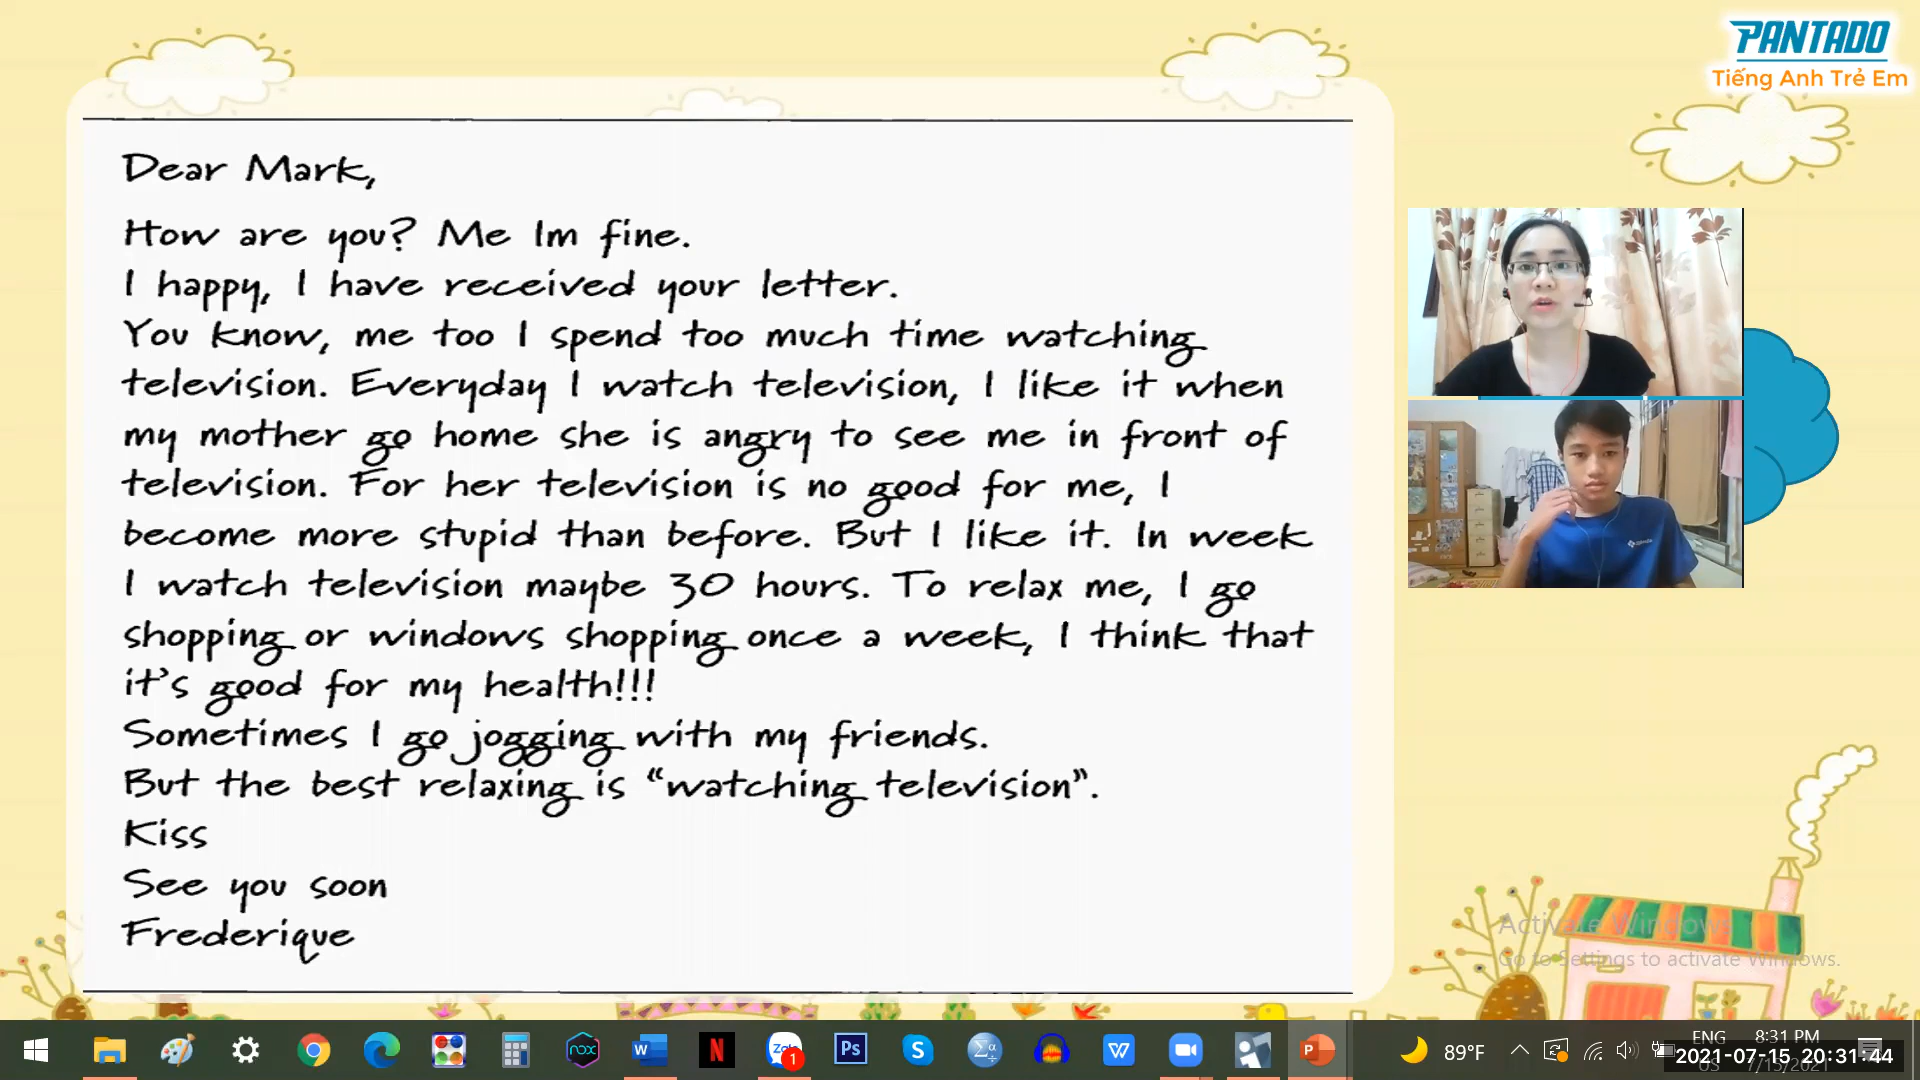 PANTADO
Tiếng Anh Trẻ Em
Dear Mark,
How are you? Me Im fine.
I happy, I have received your letter.
You know, me too I spend too much time watching
television. Everyday I watch television, I like it when
my mother go home she is angry to see me in front of
television. For her television is no good for me, I
become more stupid than before. But I like it. In week
I watch television maybe 30 hours. To relax me, I go
shopping or windows shopping once a week, I think that
it's good for my health!!!
Sometimes I go jogging with my friends.
But the best relaxing is "watching television".
Kiss
See you soon
Frederique
Activate Windows
Go to Settings to activate Windows.
89°F
ENG
US
8:31 PM
7/15/2021
2021-07-15 20:31:44